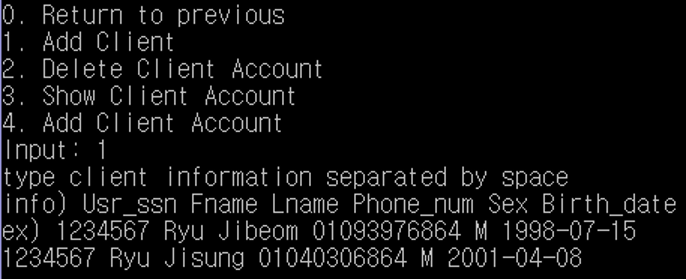 0. Return to previous
1. Add Client
2. Delete Client Account
3. Show Client Account
4. Add Client Account
Input: 1
type client information separated by space
info) Usr_ssn Fname Lname Phone_num Sex Birth_date
ex) 1234567 Ryu Jibeom 01093976864 M 1998-07-15
1234567 Ryu Jisung 01040306864 M 2001-04-08